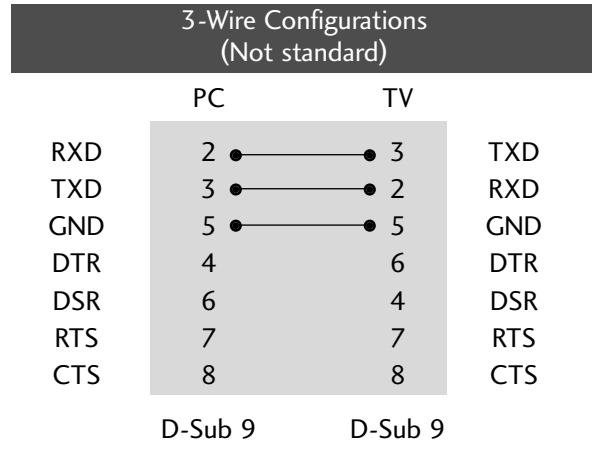 3-Wire Configurations
(Not standard)
PC TV
RXD 2 3 TXD
TXD 3 2 RXD
GND 5 5 GND
DTR 4 6 DTR
DSR 6 4 DSR
RTS 7 7 RTS
CTS 8 8 CTS
D-Sub 9 D-Sub 9